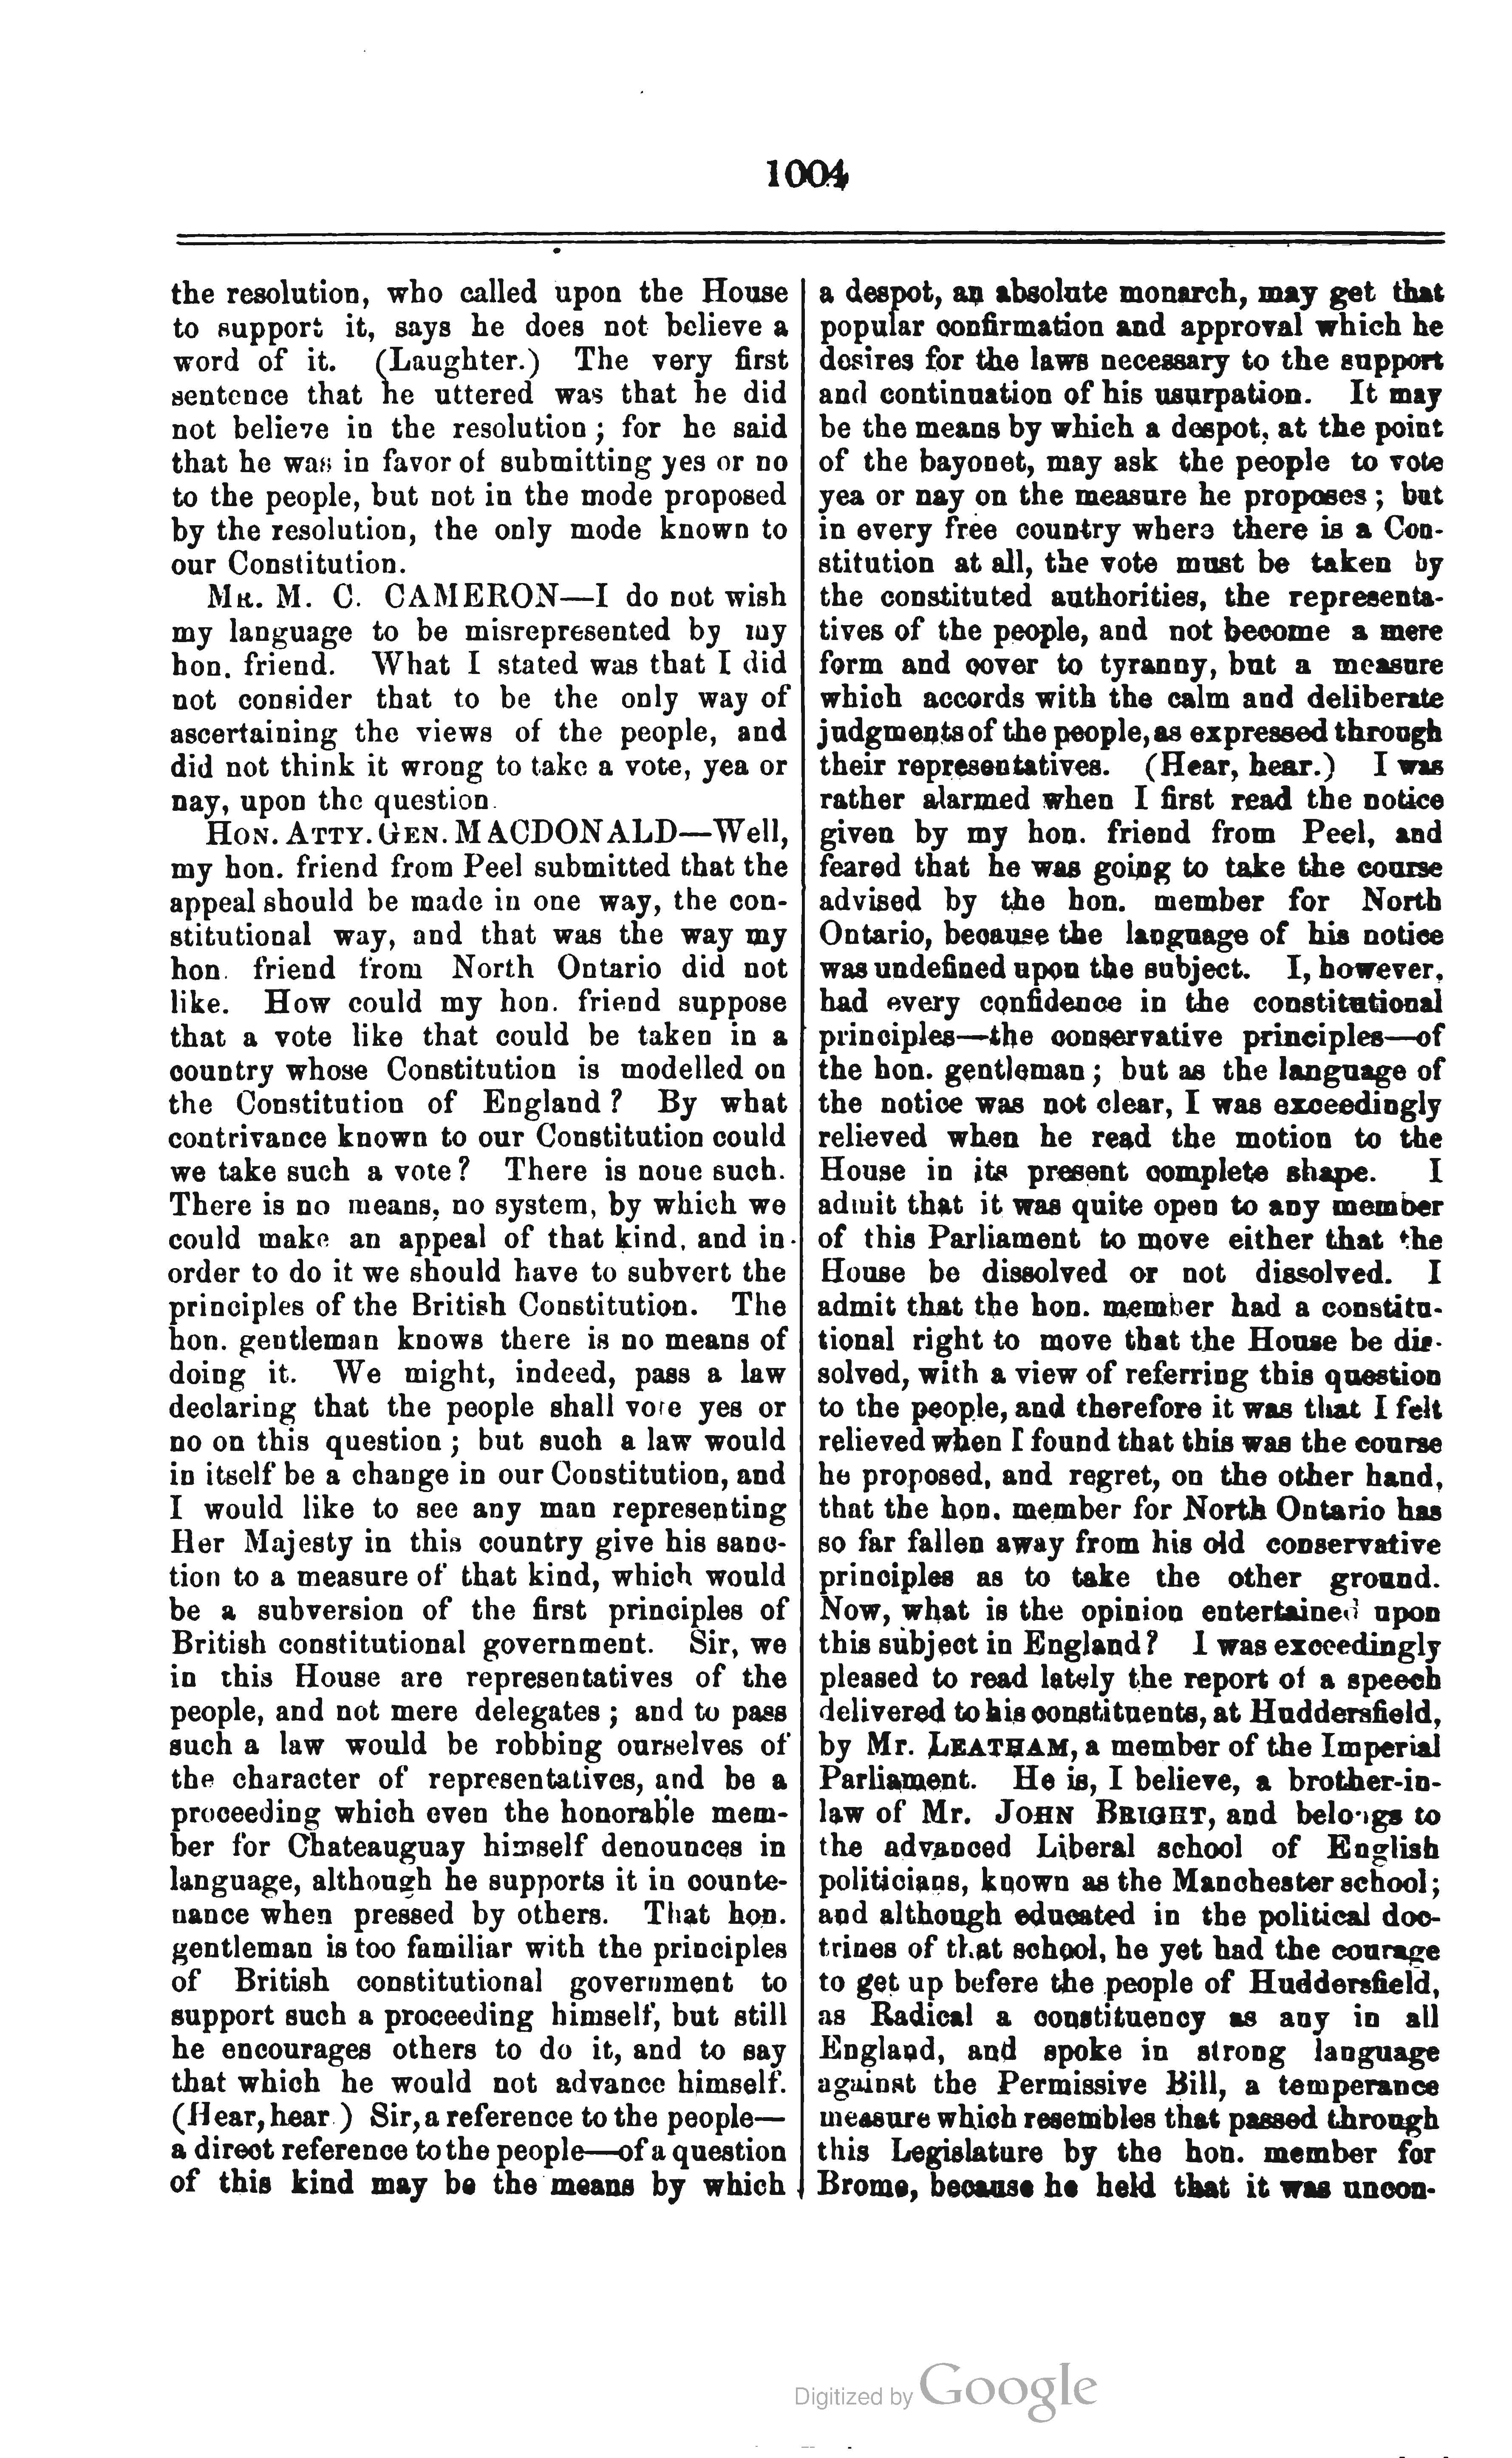 1004
the resolution, who called upon the House
to support it, says he does not believe a
word of it. (Laughter.) The very first
sentence that he uttered was that he did
not believe in the resolution; for he said
that he was in favor of submitting yes or no
to the people, but not in the mode proposed
by the resolution, the only mode known to
our Constitution.
MR. M. C. CAMERON—I do not wish
my language to be misrepresented by my
hon. friend. What I stated was that I did
not consider that to be the only way of
ascertaining the views of the people, and
did not think it wrong to take a vote, yea or
nay, upon the question.
HON. ATTY. GEN. MACDONALD—Well,
my hon. friend from Peel submitted that the
appeal should be made in one way, the con-
stitutional way, and that was the way my
hon. friend from North Ontario did not
like. How could my hon. friend suppose
that a vote like that could be taken in a
country whose Constitution is modelled on
the Constitution of England? By what
contrivance known to our Constitution could
we take such a vote? There is none such.
There is no means, no system, by which we
could make an appeal of that kind, and in
order to do it we should have to subvert the
principles of the British Constitution. The
hon. gentleman knows there is no means of
doing it. We might, indeed, pass a law
declaring that the people shall vote yes or
no on this question; but such a law would
in itself be a change in our Constitution, and
I would like to see any man representing
Her Majesty in this country give his sanc-
tion to a measure of that kind, which would
be a subversion of the first principles of
British constitutional government. Sir, we
in this House are representatives of the
people, and not mere delegates; and to pass
such a law would be robbing ourselves of
the character of representatives, and be a
proceeding which even the honorable mem-
ber for Chateauguay himself denounces in
language, although he supports it in counte-
nance when pressed by others. That hon.
gentleman is too familiar with the principles
of British constitutional government to
support such a proceeding himself, but still
he encourages others to do it, and to say
that which he would not advance himself.
(Hear, hear.) Sir, a reference to the people—
a direct reference to the people—of a question
of this kind may be the means by which
a despot, an absolute monarch, may get that
popular confirmation and approval which he
desires for the laws necessary to the support
and continuation of his usurpation. It may
be the means by which a despot, at the point
of the bayonet, may ask the people to vote
yea or nay on the measure he proposes; but
in every free country where there is a Con-
stitution at all, the vote must be taken by
the constituted authorities, the representa-
tives of the people, and not become a mere
form and cover to tyranny, but a measure
which accords with the calm and deliberate
judgments of the people, as expressed through
their representatives. (Hear, hear.) I was
rather alarmed when I first read the notice
given by my hon. friend from Peel, and
feared that he was going to take the course
advised by the hon. member for North
Ontario, because the language of his notice
was undefined upon the subject. I, however,
had every confidence in the constitutional
principles—the conservative principles—of
the hon. gentleman; but as the language of
the notice was not clear, I was exceedingly
relieved when he read the motion to the
House in its present complete shape. I
admit that it was quite open to any member
of this Parliament to move either that the
House be dissolved or not dissolved. I
admit that the hon. member had a constitu-
tional right to move that the House be dis-
solved, with a view of referring this question
to the people, and therefore it was that I felt
relieved when I found that this was the course
he proposed, and regret, on the other hand,
that the hon. member for North Ontario has
so far fallen away from his old conservative
principles as to take the other ground.
Now, what is the opinion entertained upon
this subject in England? I was exceedingly
pleased to read lately the report of a speech
delivered to his constituents, at Huddersfield,
by Mr. LEATHAM, a member of the Imperial
Parliament. He is, I believe, a brother-in-
law of Mr. JOHN BRIGHT, and belongs to
the advanced Liberal school of English
politicians, known as the Manchester school;
and although educated in the political doc-
trines of that school, he yet had the courage
to get up befere the people of Huddersfield,
as Radical a constituency as any in all
England, and spoke in strong language
against the Permissive Bill, a temperance
measure which resembles that passed through
this Legislature by the hon. member for
Brome, because he held that it was uncon-
Digitized by Google